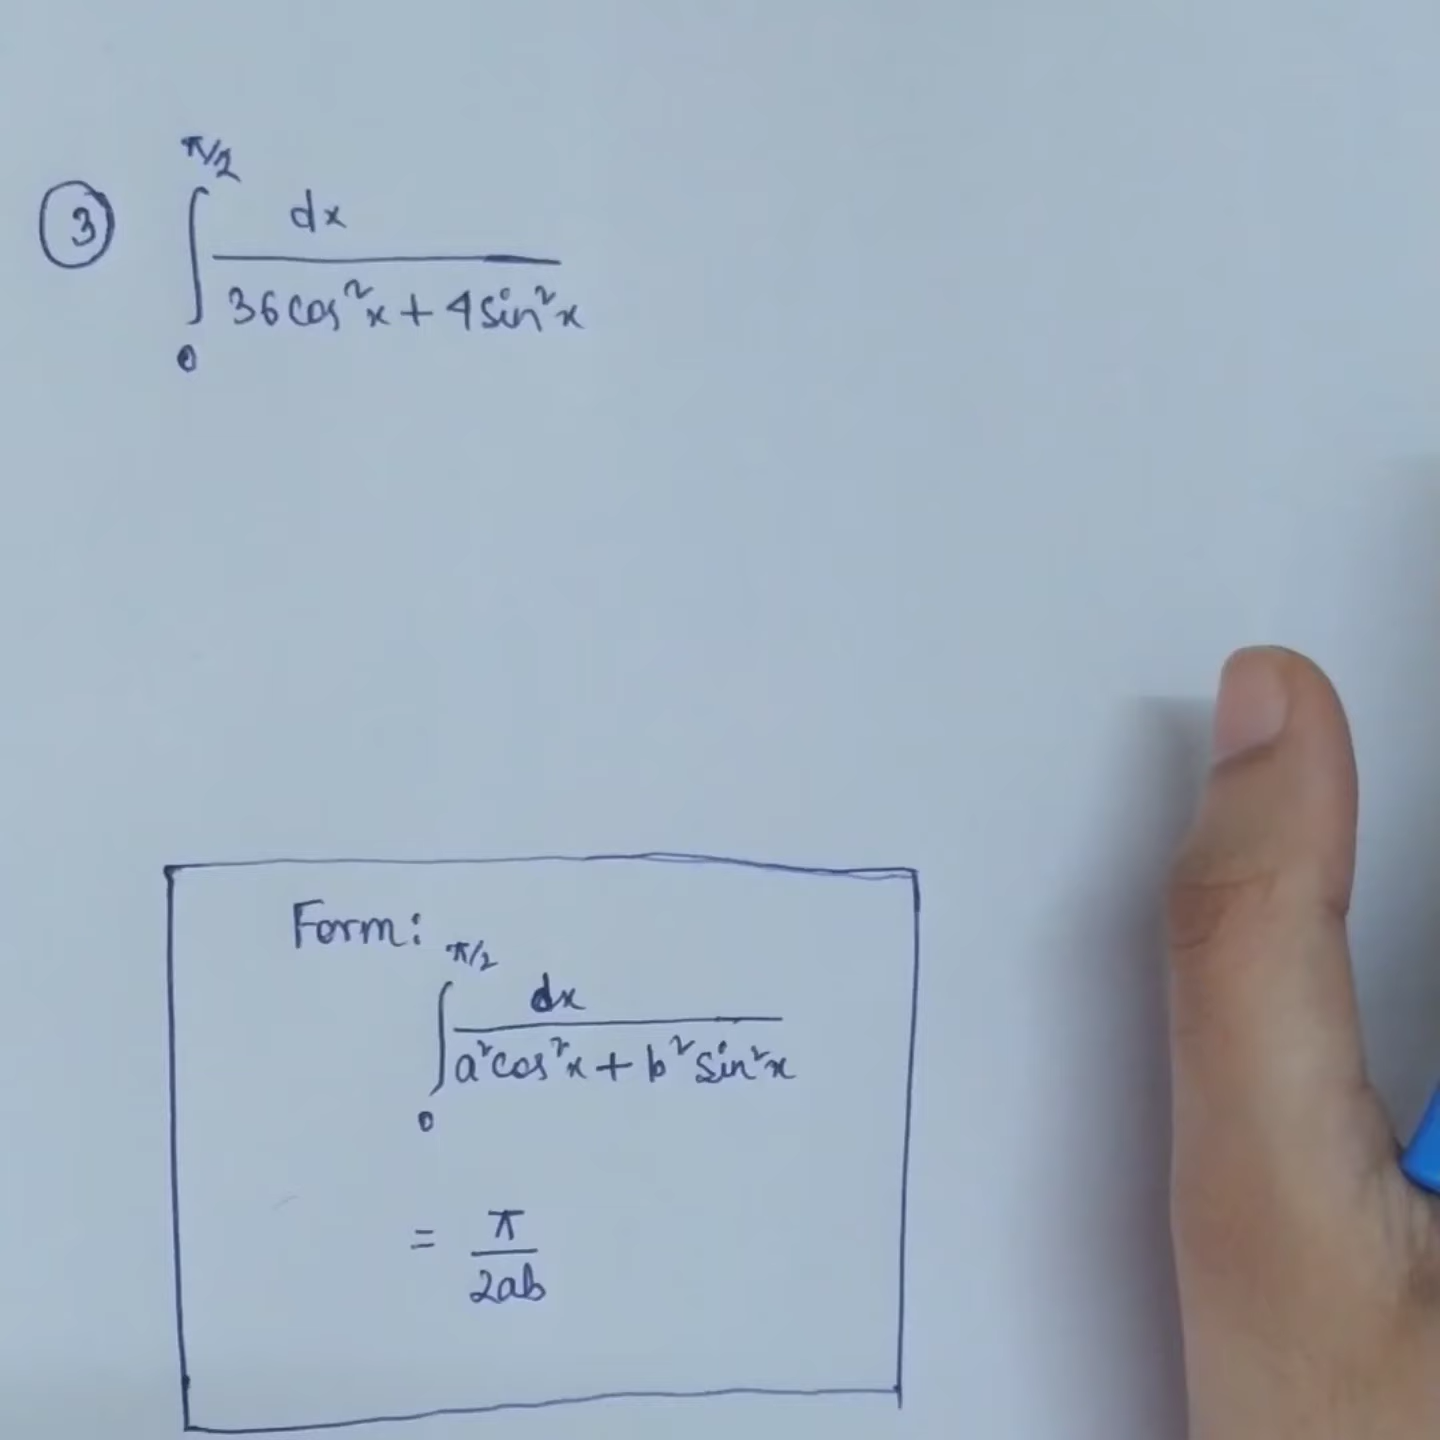 3
π/2
∫ dx
36cos²x + 4sin²x
0
Form:
π/2
∫ dx
a²cos²x + b²sin²x
0
= π
2ab